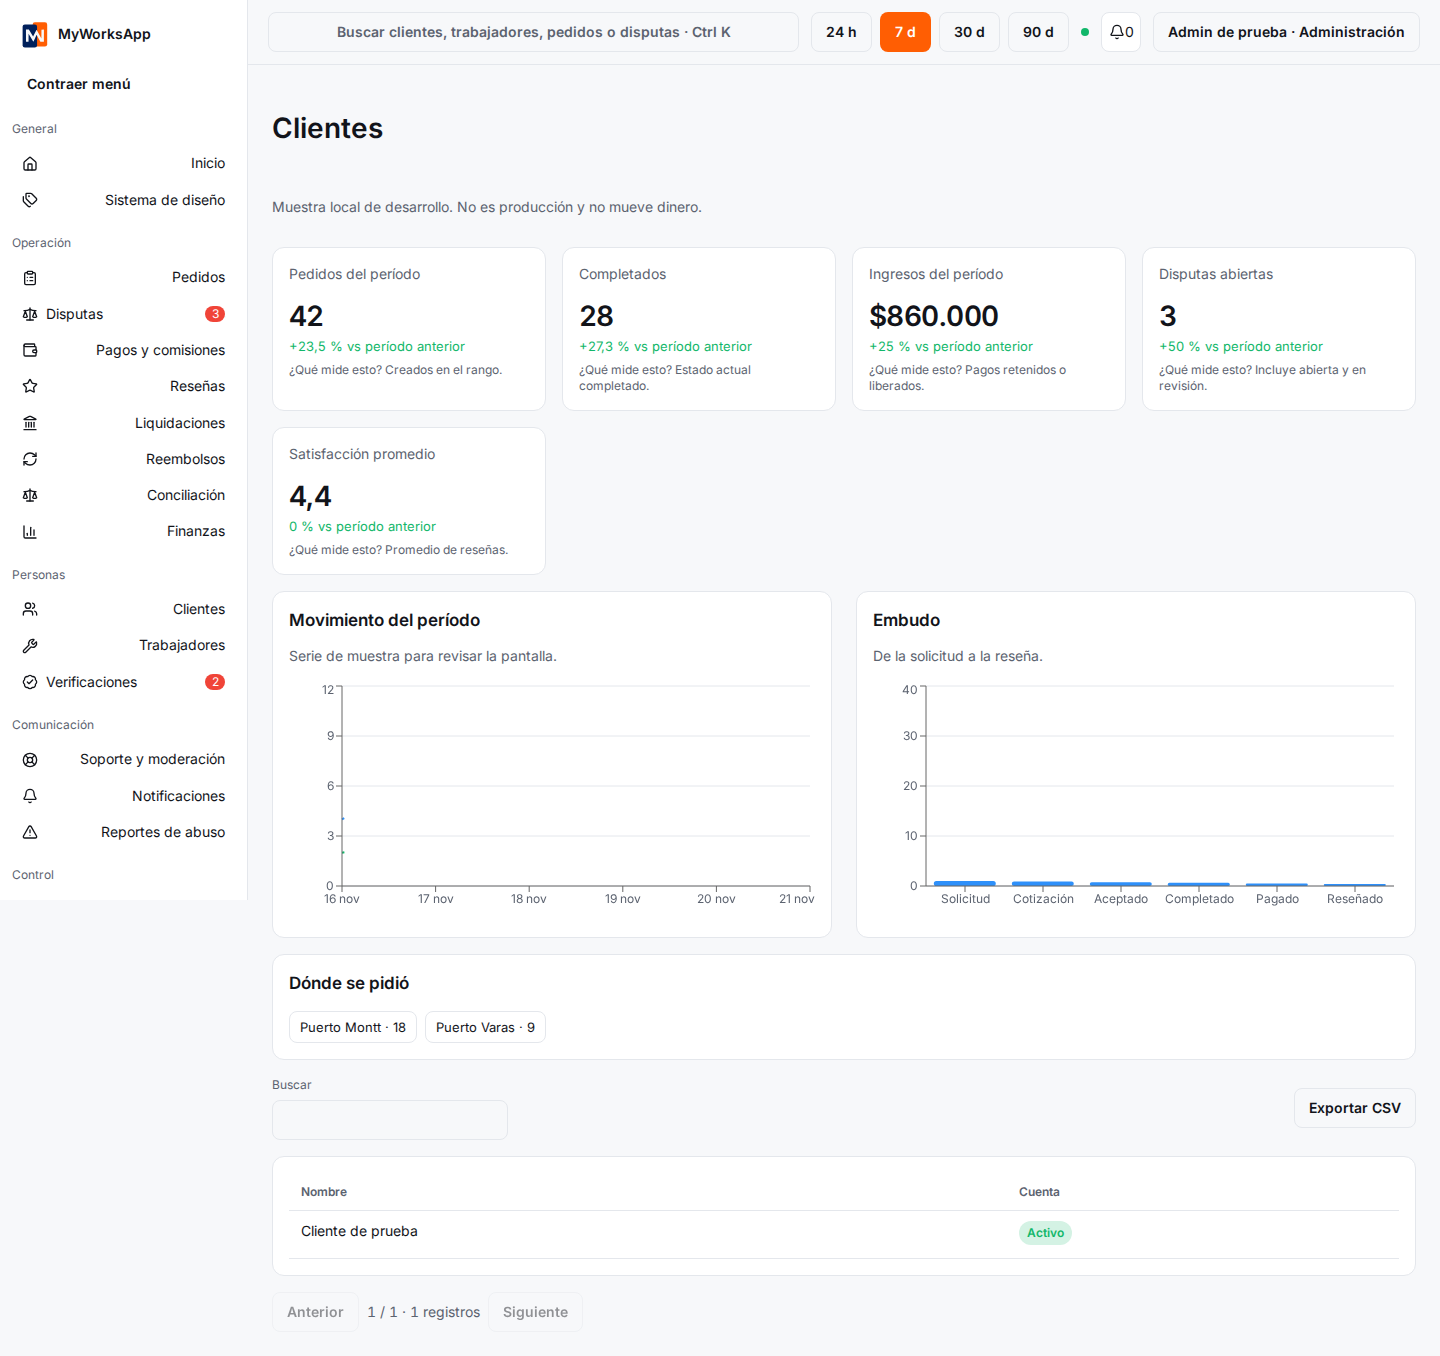 MyWorksApp
Contraer menú
General
Inicio
Sistema de diseño
Operación
Pedidos
Disputas 3
Pagos y comisiones
Reseñas
Liquidaciones
Reembolsos
Conciliación
Finanzas
Personas
Clientes
Trabajadores
Verificaciones 2
Comunicación
Soporte y moderación
Notificaciones
Reportes de abuso
Control
Buscar clientes, trabajadores, pedidos o disputas · Ctrl K
24 h
7 d
30 d
90 d
0
Admin de prueba · Administración
Clientes
Muestra local de desarrollo. No es producción y no mueve dinero.
Pedidos del período
42
+23,5 % vs período anterior
¿Qué mide esto? Creados en el rango.
Completados
28
+27,3 % vs período anterior
¿Qué mide esto? Estado actual
completado.
Ingresos del período
$860.000
+25 % vs período anterior
¿Qué mide esto? Pagos retenidos o
liberados.
Disputas abiertas
3
+50 % vs período anterior
¿Qué mide esto? Incluye abierta y en
revisión.
Satisfacción promedio
4,4
0 % vs período anterior
¿Qué mide esto? Promedio de reseñas.
Movimiento del período
Serie de muestra para revisar la pantalla.
12
9
6
3
0
16 nov 17 nov 18 nov 19 nov 20 nov 21 nov
Embudo
De la solicitud a la reseña.
40
30
20
10
0
Solicitud Cotización Aceptado Completado Pagado Reseñado
Dónde se pidió
Puerto Montt · 18
Puerto Varas · 9
Buscar
Exportar CSV
Nombre Cuenta
Cliente de prueba Activo
Anterior 1 / 1 · 1 registros Siguiente